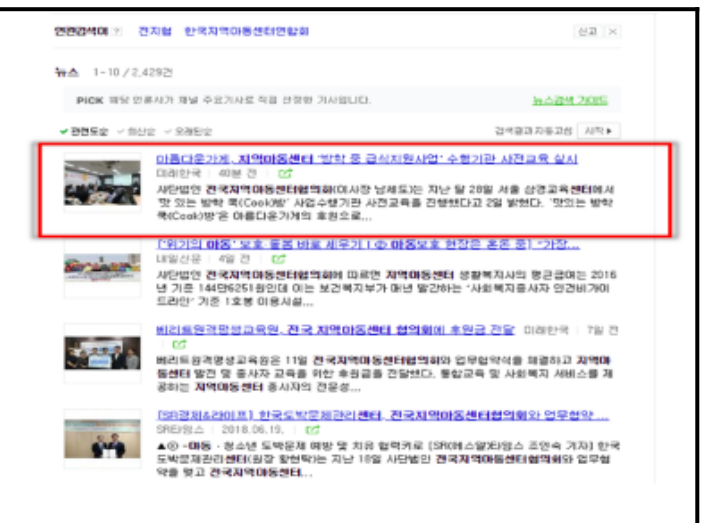 연관검색어 ? 전지협 한국지역아동센터연합회 신고 ×
뉴스 1-10 / 2,429건
PICK 해당 언론사가 채널 주요기사로 직접 선정한 기사입니다. 뉴스검색 가이드
관련도순 최신순 오래된순 검색결과 자동고침 시작
아름다운가게, 지역아동센터 '방학 중 급식지원사업' 수행기관 사전교육 실시
미래한국 40분 전
사단법인 전국지역아동센터협의회(이사장 남세도)는 지난 달 28일 서울 삼경교육센터에서
'맛 있는 방학 쿡(Cook)방' 사업수행기관 사전교육을 진행했다고 2일 밝혔다. '맛있는 방학
쿡(Cook)방'은 아름다운가게의 후원으로...
['위기의 아동' 보호 돌봄 바로 세우기 | 아동보호 현장은 혼돈 중] "가장...
내일신문 4일 전
사단법인 전국지역아동센터협의회에 따르면 지역아동센터 생활복지사의 평균급여는 2016
년 기준 144만6251원인데 이는 보건복지부가 매년 발간하는 '사회복지종사자 인건비가이
드라인' 기준 1호봉 이용시설...
베리트원격평생교육원, 전국 지역아동센터 협의회에 후원금 전달 미래한국 7일 전
베리트원격평생교육원은 11일 전국지역아동센터협의회와 업무협약식을 체결하고 지역아
동센터 발전 및 종사자 교육을 위한 후원금을 전달했다. 통합교육 및 사회복지 서비스를 제
공하는 지역아동센터 종사자의 전문성...
[SR경제&라이프] 한국도박문제관리센터, 전국지역아동센터협의회와 업무협약 ...
SR타임스 2018.06.19.
▲ⓒ -아동 · 청소년 도박문제 예방 및 치유 협력키로 [SR(에스알)타임스 조영숙 기자] 한국
도박문제관리센터(원장 황현탁)는 지난 18일 사단법인 전국지역아동센터협의회와 업무협
약을 맺고 전국지역아동센터...